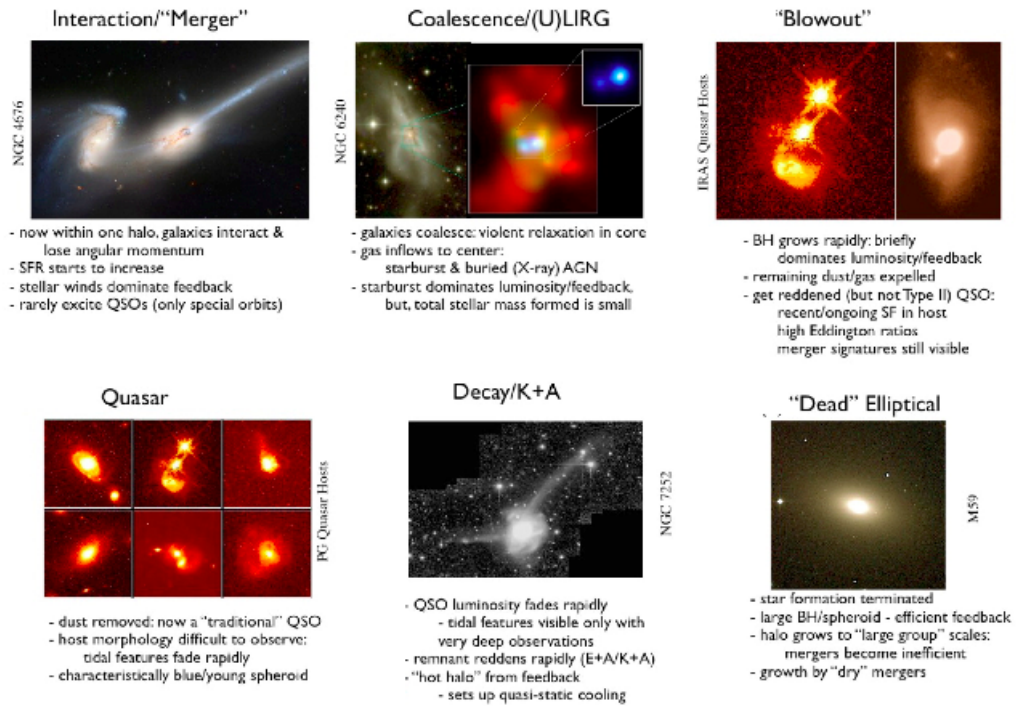 Interaction/“Merger”
NGC 4676
- now within one halo, galaxies interact &
lose angular momentum
- SFR starts to increase
- stellar winds dominate feedback
- rarely excite QSOs (only special orbits)
Coalescence/(U)LIRG
NGC 6240
- galaxies coalesce: violent relaxation in core
- gas inflows to center:
starburst & buried (X-ray) AGN
- starburst dominates luminosity/feedback,
but, total stellar mass formed is small
“Blowout”
IRAS Quasar Hosts
- BH grows rapidly: briefly
dominates luminosity/feedback
- remaining dust/gas expelled
- get reddened (but not Type II) QSO:
recent/ongoing SF in host
high Eddington ratios
merger signatures still visible
Quasar
PG Quasar Hosts
- dust removed: now a “traditional” QSO
- host morphology difficult to observe:
tidal features fade rapidly
- characteristically blue/young spheroid
Decay/K+A
NGC 7252
- QSO luminosity fades rapidly
- tidal features visible only with
very deep observations
- remnant reddens rapidly (E+A/K+A)
- “hot halo” from feedback
- sets up quasi-static cooling
“Dead” Elliptical
M59
- star formation terminated
- large BH/spheroid - efficient feedback
- halo grows to “large group” scales:
mergers become inefficient
- growth by “dry” mergers